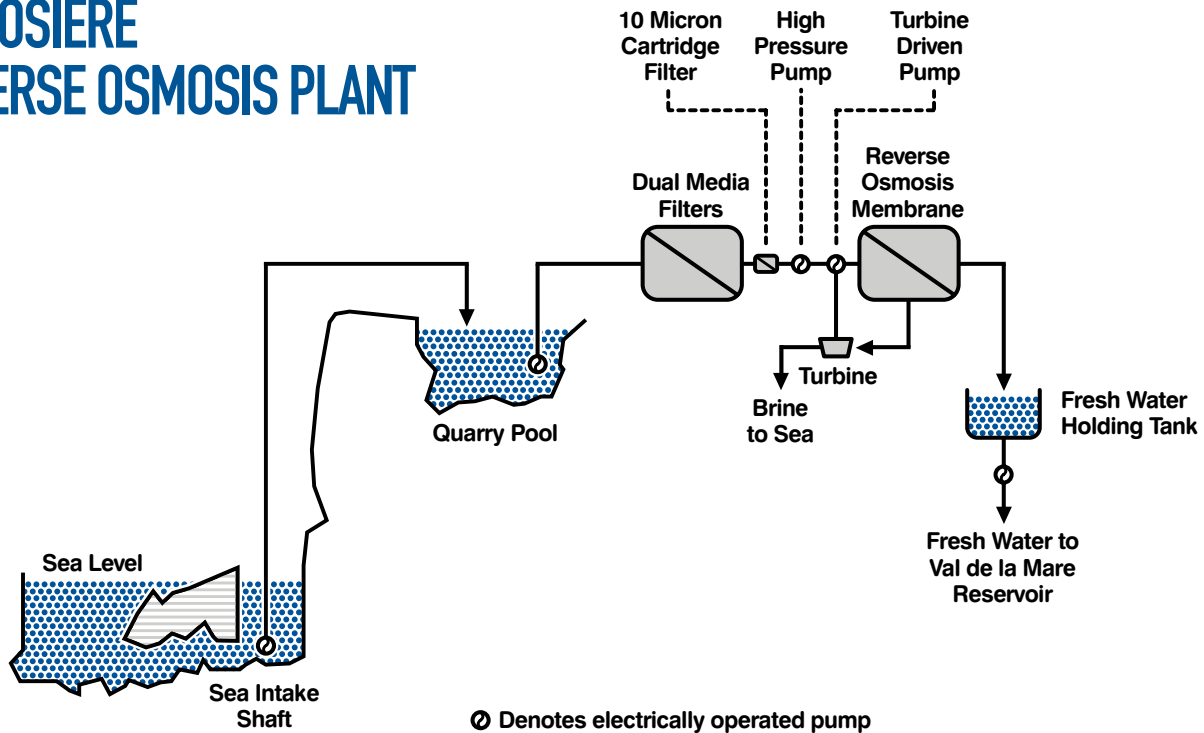 OSIERE
ERSE OSMOSIS PLANT
10 Micron
Cartridge
Filter
High
Pressure
Pump
Turbine
Driven
Pump
Dual Media
Filters
Reverse
Osmosis
Membrane
Turbine
Brine
to Sea
Quarry Pool
Fresh Water
Holding Tank
Fresh Water to
Val de la Mare
Reservoir
Sea Level
Sea Intake
Shaft
Denotes electrically operated pump